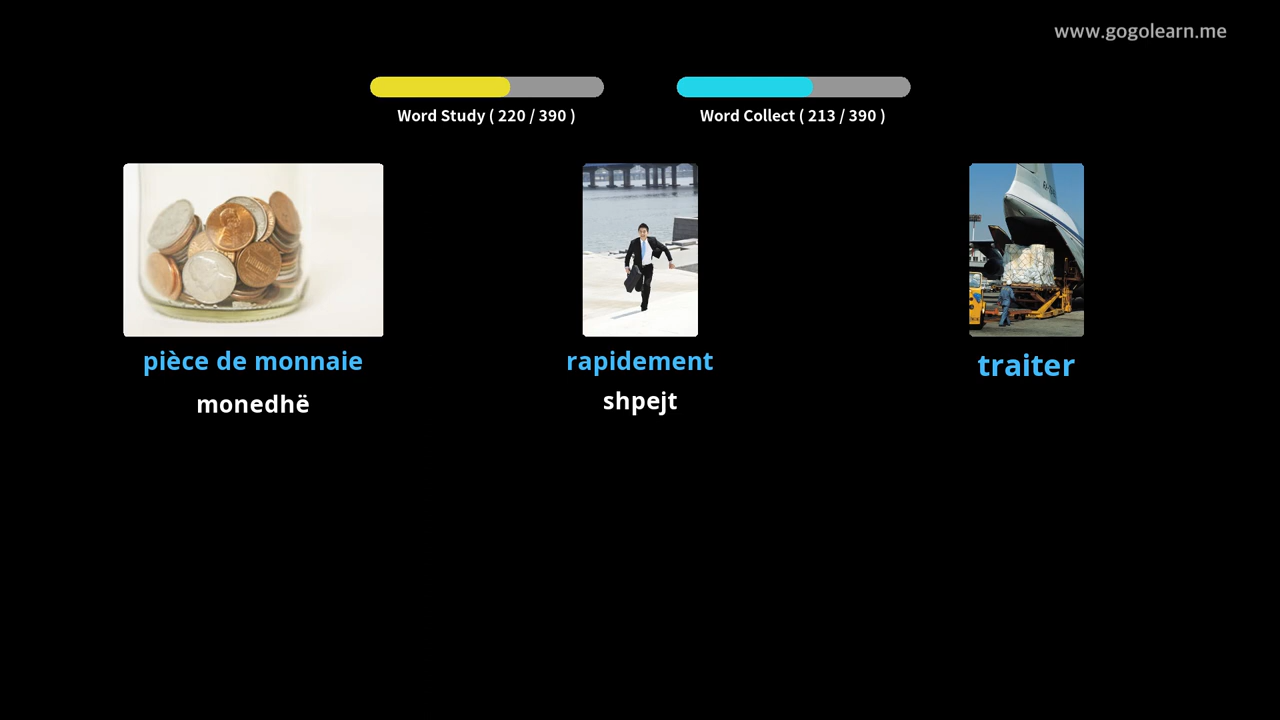 www.gogolearn.me
Word Study ( 220 / 390 )
Word Collect ( 213 / 390 )
pièce de monnaie
rapidement
traiter
monedhë
shpejt